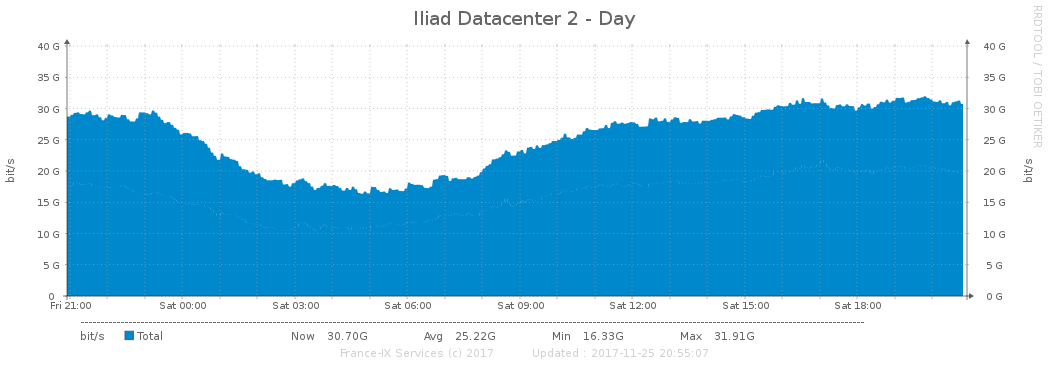 Iliad Datacenter 2 - Day
RRDTOOL / TOBI OETIKER
40 G 40 G
35 G 35 G
30 G 30 G
25 G 25 G
20 G 20 G
15 G 15 G
10 G 10 G
5 G 5 G
0 0 G
bit/s
bit/s
Fri 21:00 Sat 00:00 Sat 03:00 Sat 06:00 Sat 09:00 Sat 12:00 Sat 15:00 Sat 18:00
bit/s Total Now 30.70G Avg 25.22G Min 16.33G Max 31.91G
France-IX Services (c) 2017 Updated : 2017-11-25 20:55:07